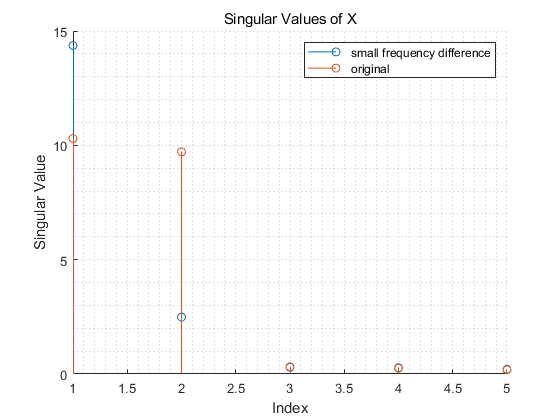 Singular Values of X
small frequency difference
original
15
10
5
0
Singular Value
1 1.5 2 2.5 3 3.5 4 4.5 5
Index